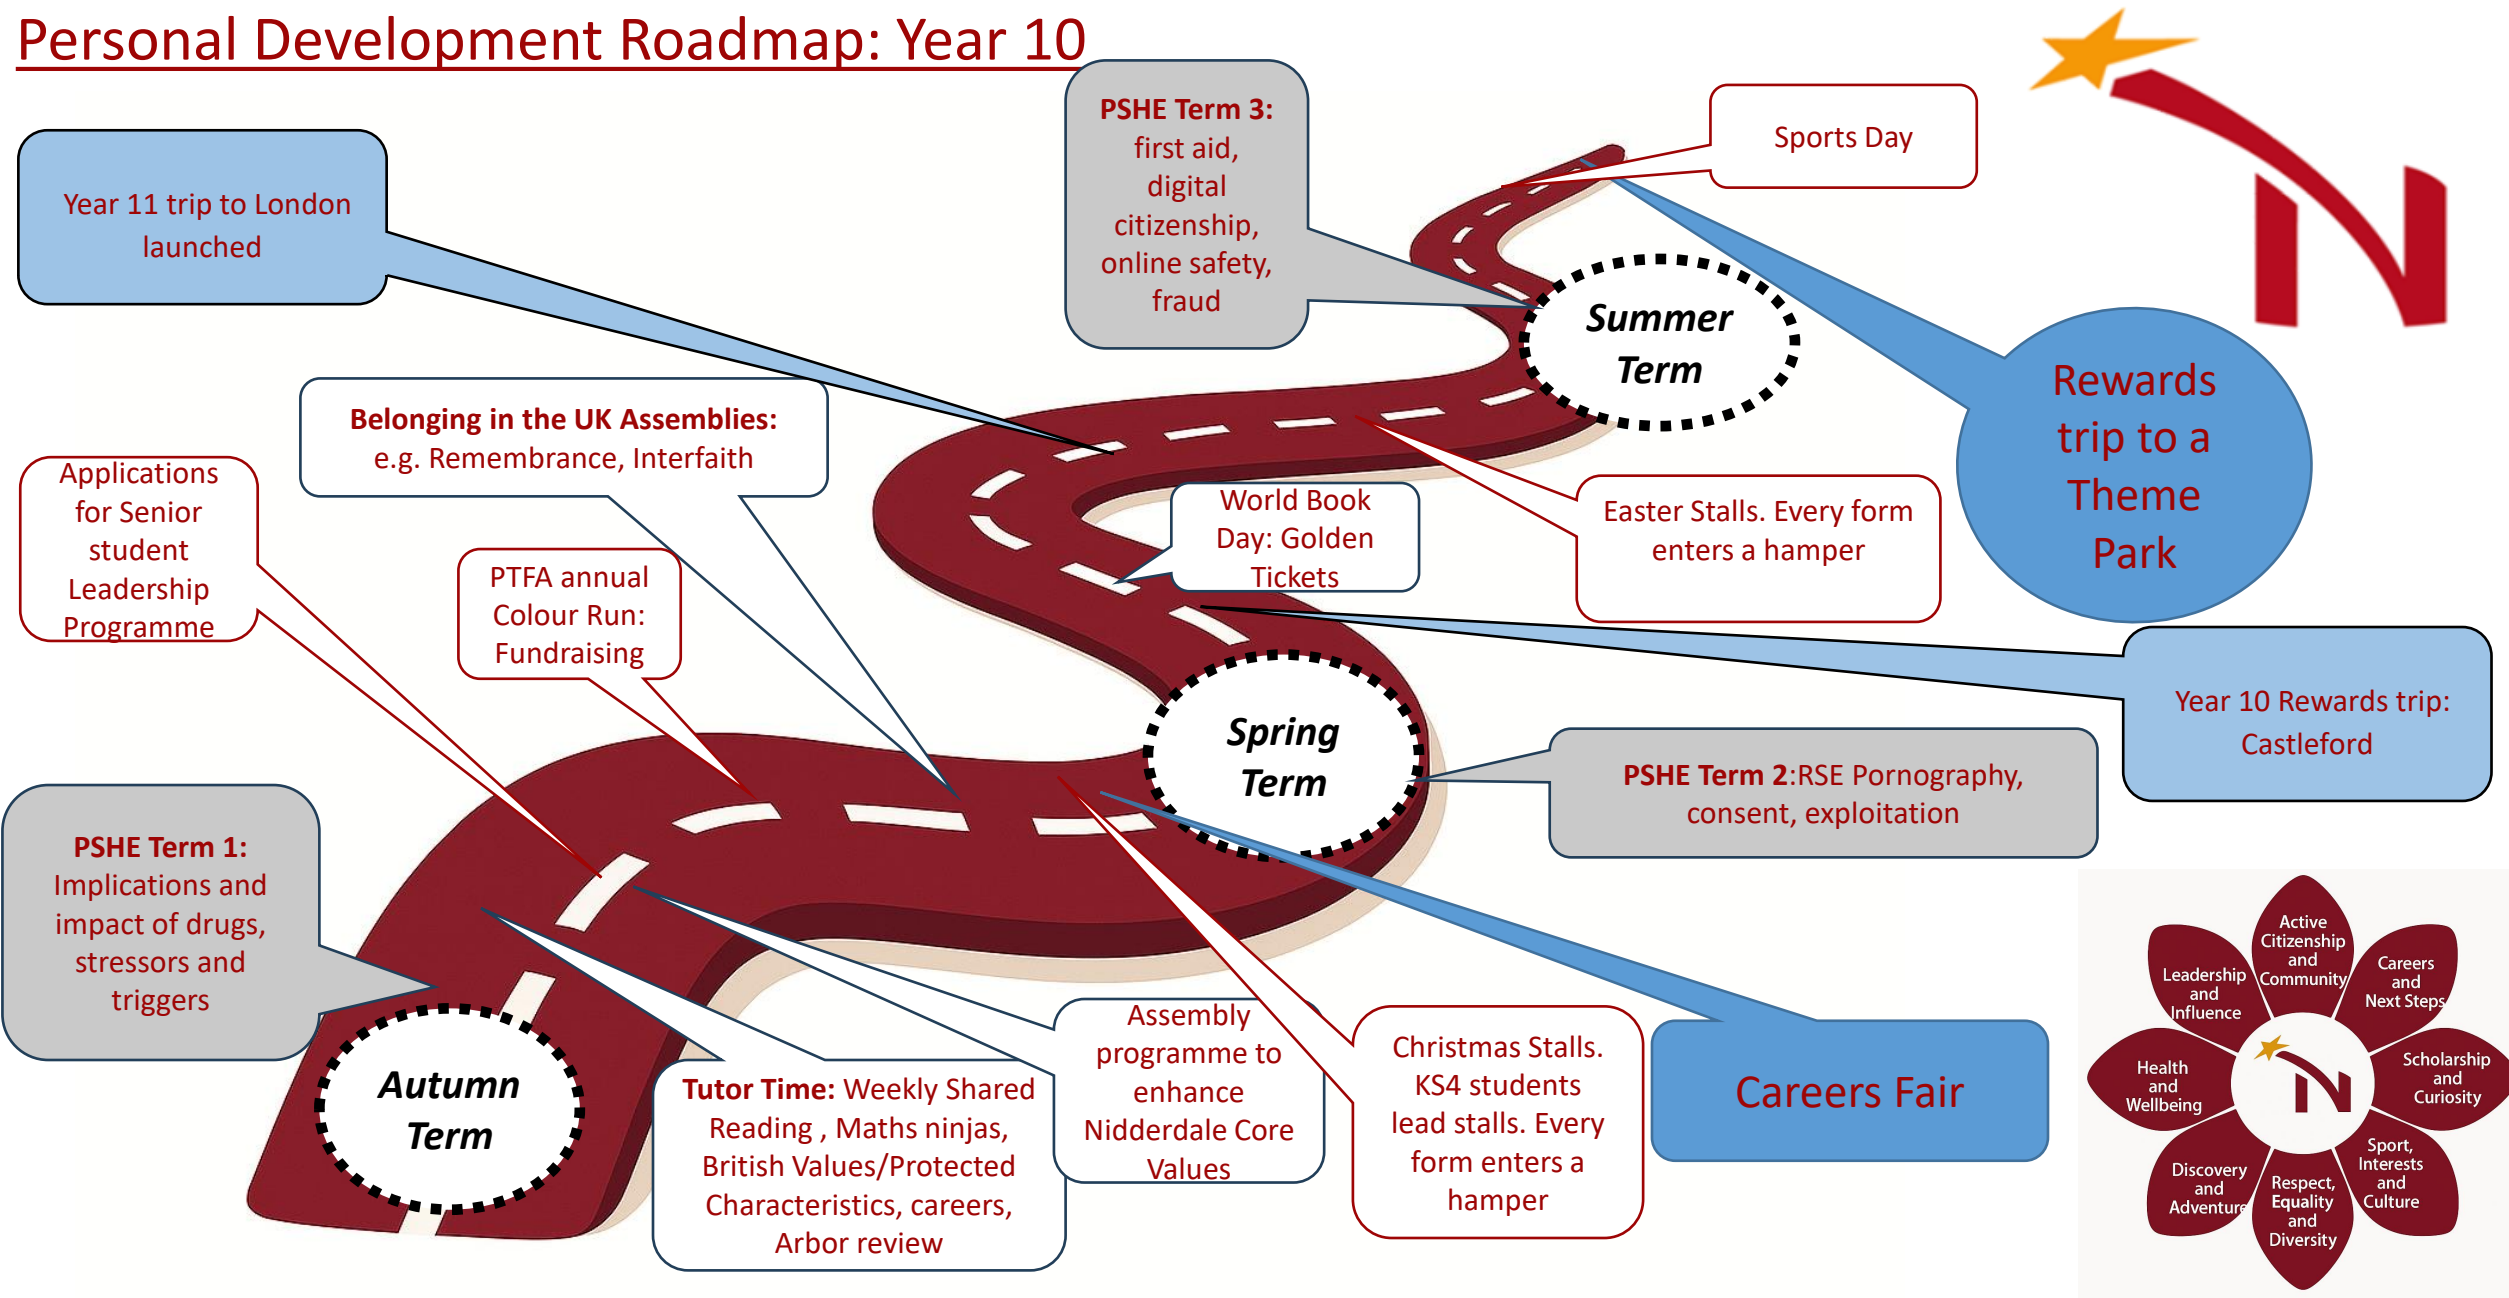 Personal Development Roadmap: Year 10
PSHE Term 3:
first aid,
digital
citizenship,
online safety,
fraud
Sports Day
Year 11 trip to London
launched
Summer
Term
Rewards
trip to a
Theme
Park
Belonging in the UK Assemblies:
e.g. Remembrance, Interfaith
Applications
for Senior
student
Leadership
Programme
World Book
Day: Golden
Tickets
Easter Stalls. Every form
enters a hamper
PTFA annual
Colour Run:
Fundraising
Year 10 Rewards trip:
Castleford
Spring
Term
PSHE Term 2:RSE Pornography,
consent, exploitation
PSHE Term 1:
Implications and
impact of drugs,
stressors and
triggers
Autumn
Term
Tutor Time: Weekly Shared
Reading , Maths ninjas,
British Values/Protected
Characteristics, careers,
Arbor review
Assembly
programme to
enhance
Nidderdale Core
Values
Christmas Stalls.
KS4 students
lead stalls. Every
form enters a
hamper
Careers Fair
Active
Citizenship
and
Community
Careers
and
Next Steps
Scholarship
and
Curiosity
Sport,
Interests
and
Culture
Respect,
Equality
and
Diversity
Discovery
and
Adventure
Health
and
Wellbeing
Leadership
and
Influence